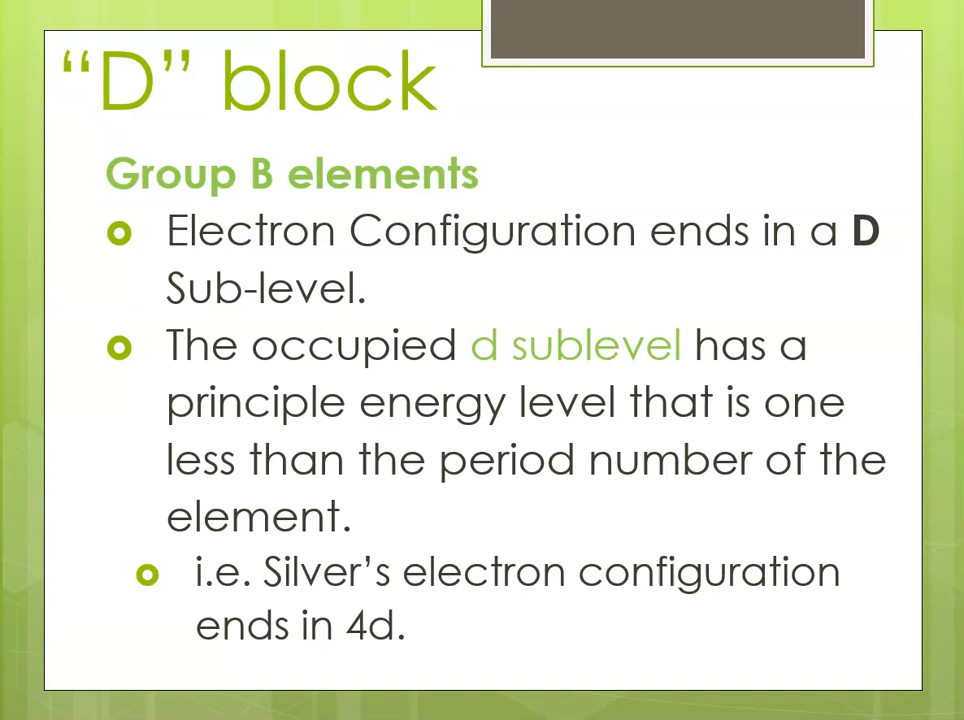 “D” block
Group B elements
Electron Configuration ends in a D
Sub-level.
The occupied d sublevel has a
principle energy level that is one
less than the period number of the
element.
i.e. Silver’s electron configuration
ends in 4d.